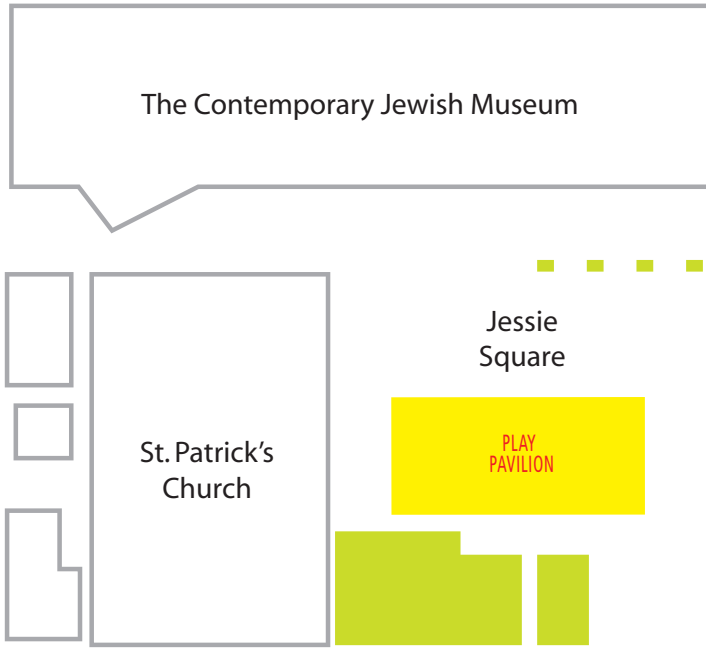 The Contemporary Jewish Museum
Jessie
Square
PLAY
PAVILION
St. Patrick’s
Church